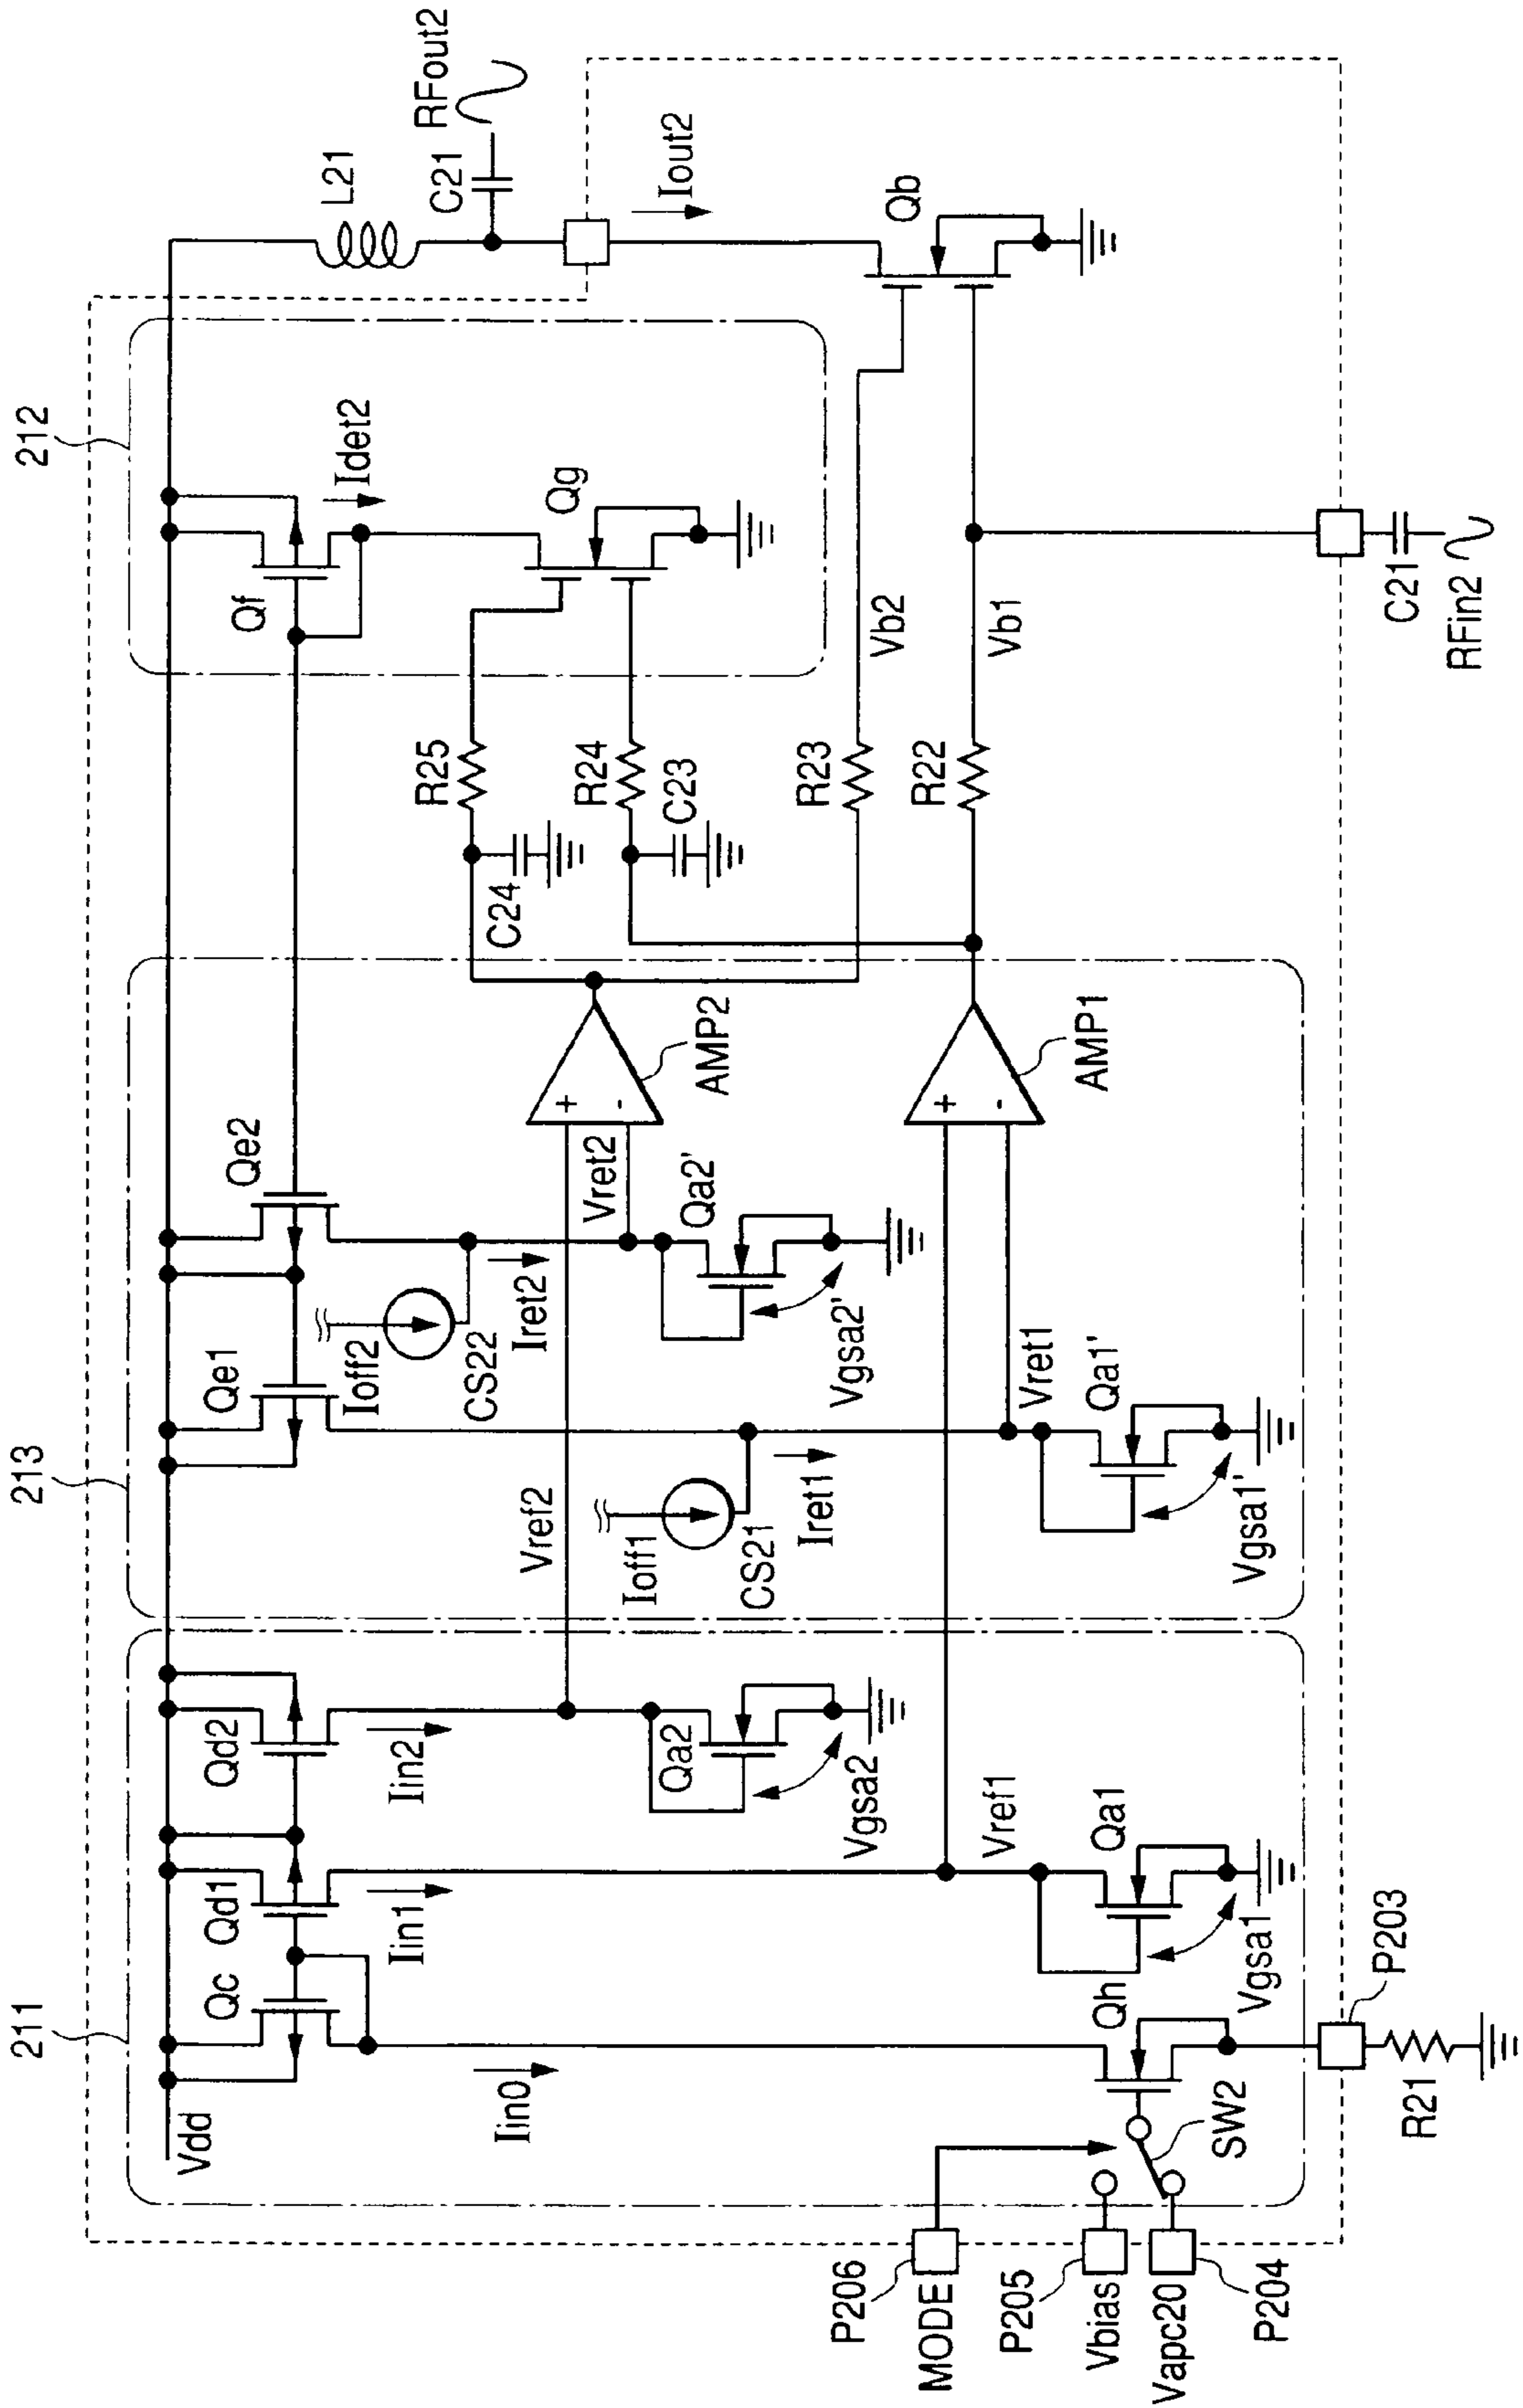 211
213
212
Vdd
Qc
Qd1
Qd2
Qe1
Qe2
Qf
Idet2
L21
C21
RFout2
Iin0
Iin1
Iin2
Ioff2
CS22
Iret2
Vref2
Vret2
+
-
AMP2
R25
C24
R24
C23
Qg
Iout2
Qa2
Vgsa2
Ioff1
CS21
Iret1
Qa2'
Vgsa2'
R23
Vb2
Qb
P206
MODE
P205
Vbias
Vapc20
P204
SW2
Qh
Vref1
Qa1
Vgsa1
Vret1
Qa1'
Vgsa1'
+
-
AMP1
R22
Vb1
P203
R21
C21
RFin2